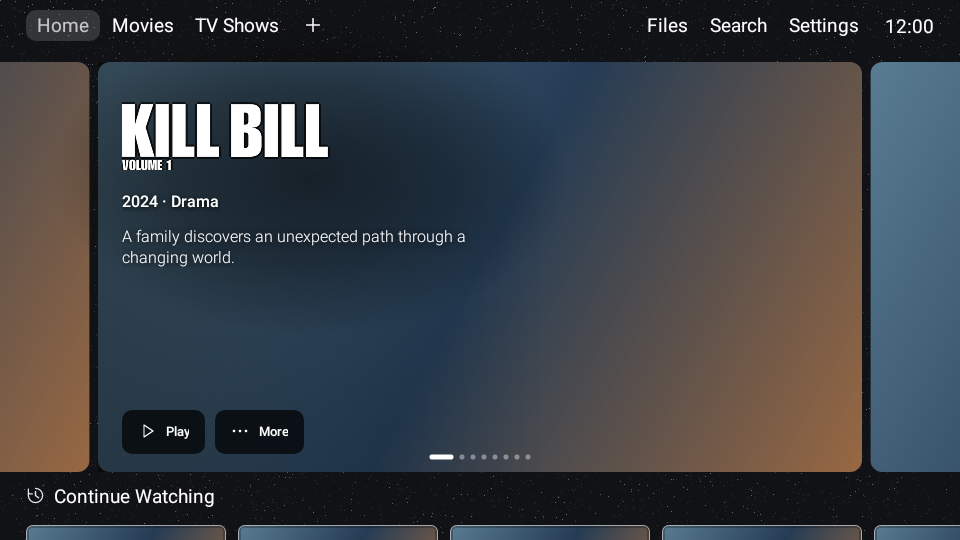 Home Movies TV Shows + Files Search Settings 12:00
KILL BILL
VOLUME 1
2024 · Drama
A family discovers an unexpected path through a
changing world.
Play More
Continue Watching